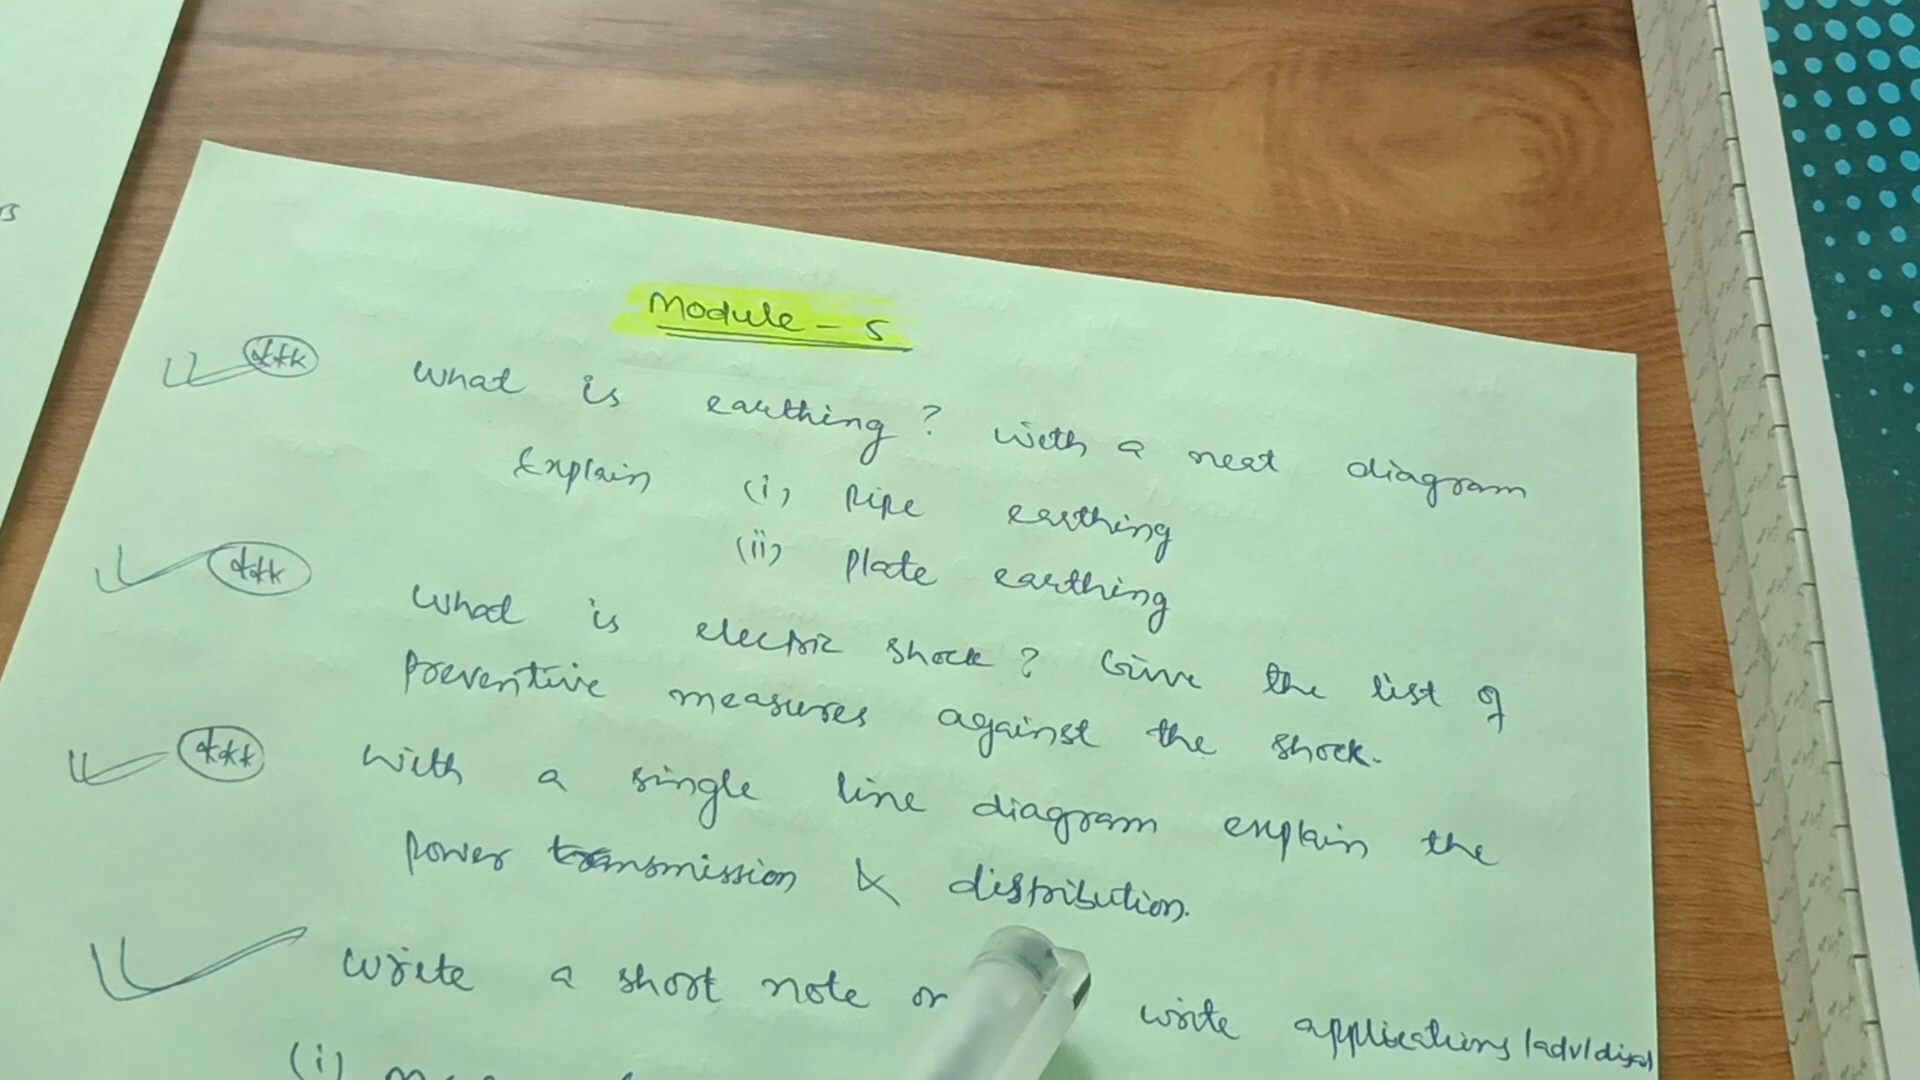 Module - 5
*** What is earthing? With a neat diagram
Explain (i) Pipe earthing
(ii) Plate earthing
*** What is electric shock? Give the list of
preventive measures against the shock.
*** With a single line diagram explain the
power transmission & distribution.
Write a short note or write applications/adv/disad
(i)